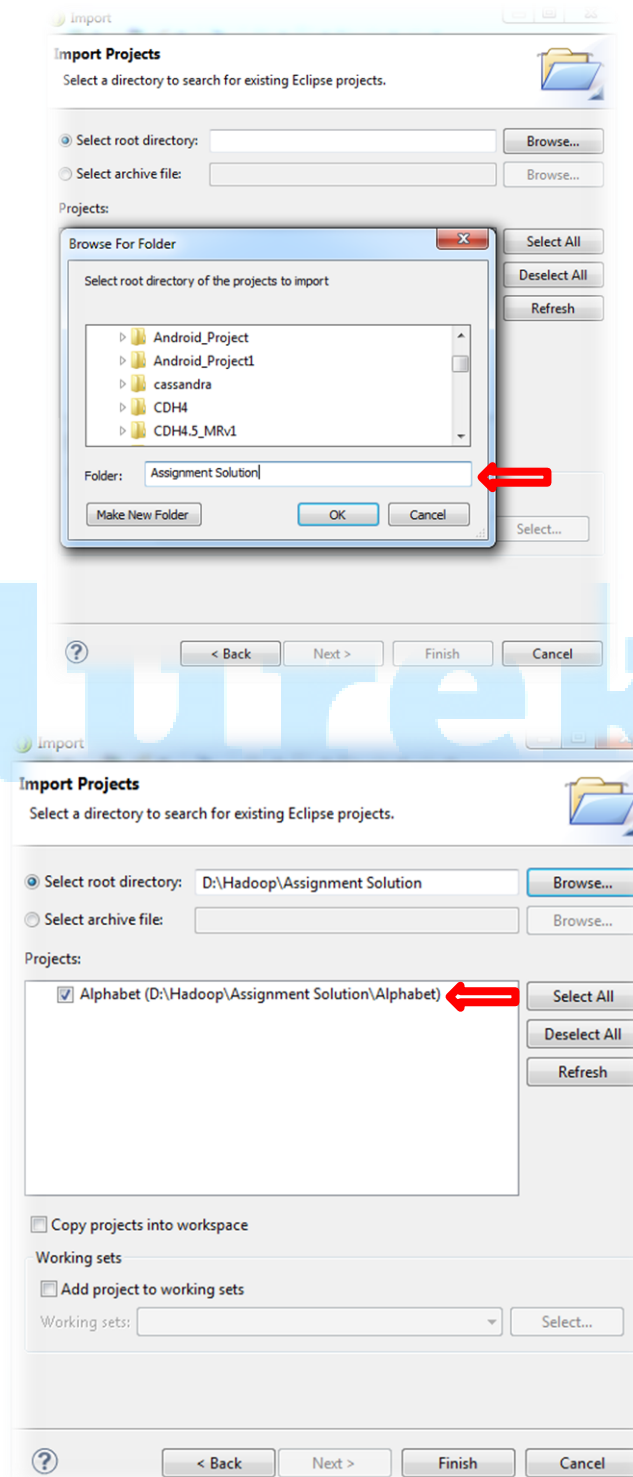 Import
Import Projects
Select a directory to search for existing Eclipse projects.
Select root directory:
Browse...
Select archive file:
Browse...
Projects:
Browse For Folder
Select All
Select root directory of the projects to import
Deselect All
Refresh
Android_Project
Android_Project1
cassandra
CDH4
CDH4.5_MRv1
Folder: Assignment Solution
Make New Folder OK Cancel
Select...
< Back Next > Finish Cancel
Import
Import Projects
Select a directory to search for existing Eclipse projects.
Select root directory: D:\Hadoop\Assignment Solution Browse...
Select archive file: Browse...
Projects:
Alphabet (D:\Hadoop\Assignment Solution\Alphabet) Select All
Deselect All
Refresh
Copy projects into workspace
Working sets
Add project to working sets
Working sets: Select...
< Back Next > Finish Cancel